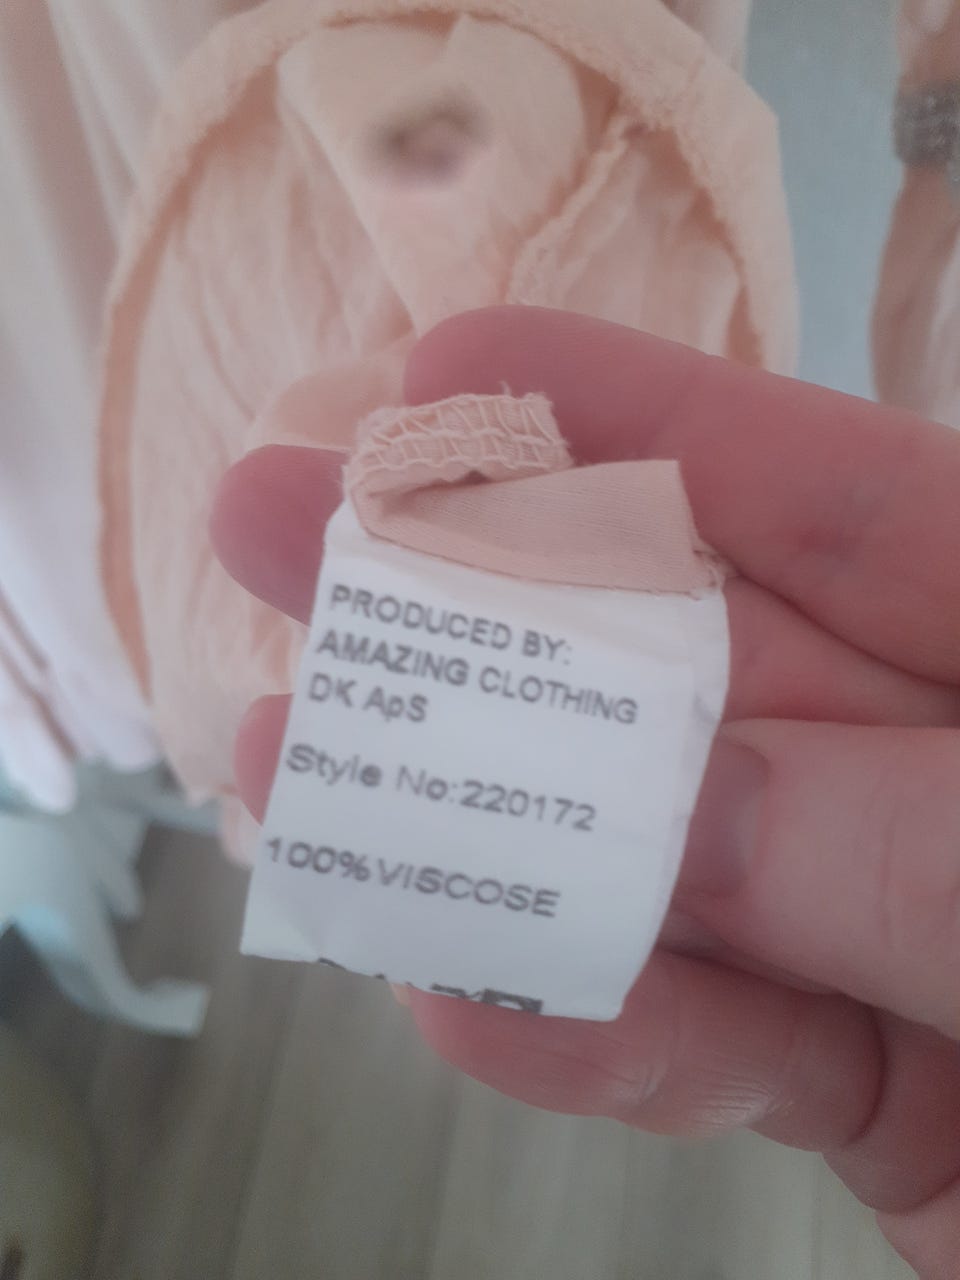 PRODUCED BY:
AMAZING CLOTHING
DK ApS
Style No:220172
100%VISCOSE